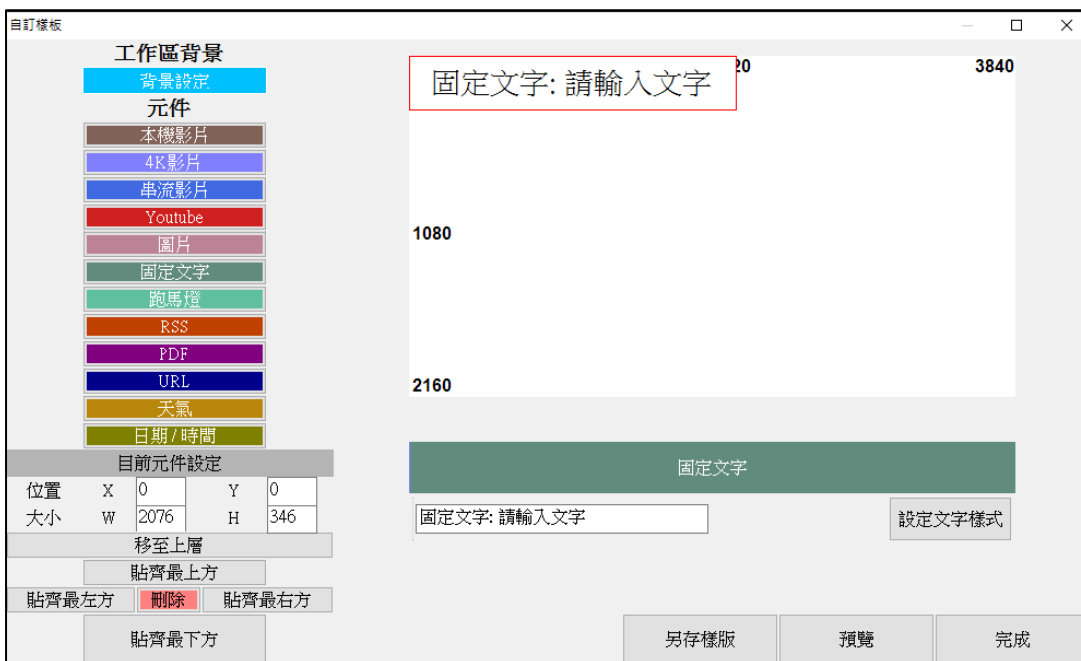 自訂樣板
工作區背景
背景設定
元件
本機影片
4K影片
串流影片
Youtube
圖片
固定文字
跑馬燈
RSS
PDF
URL
天氣
日期/時間
目前元件設定
位置 X 0 Y 0
大小 W 2076 H 346
移至上層
貼齊最上方
貼齊最左方 刪除 貼齊最右方
貼齊最下方
固定文字: 請輸入文字
20 3840
1080
2160
固定文字
固定文字: 請輸入文字 設定文字樣式
另存樣版 預覽 完成